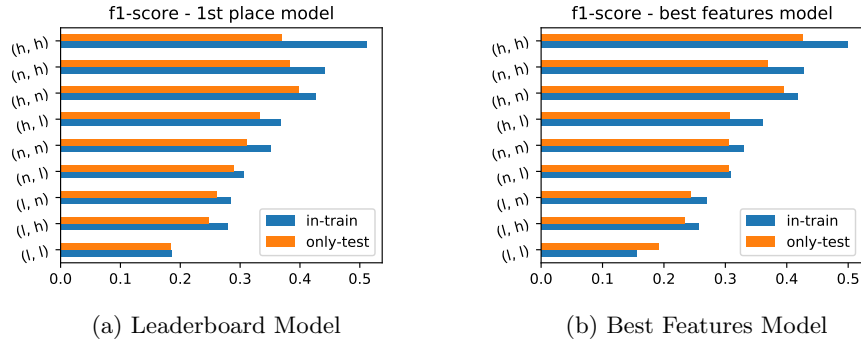 f1-score - 1st place model
(h, h)
(n, h)
(h, n)
(h, l)
(n, n)
(n, l)
(l, n)
(l, h)
(l, l)
in-train
only-test
0.0 0.1 0.2 0.3 0.4 0.5
(a) Leaderboard Model
f1-score - best features model
(h, h)
(n, h)
(h, n)
(h, l)
(n, n)
(n, l)
(l, n)
(l, h)
(l, l)
in-train
only-test
0.0 0.1 0.2 0.3 0.4 0.5
(b) Best Features Model